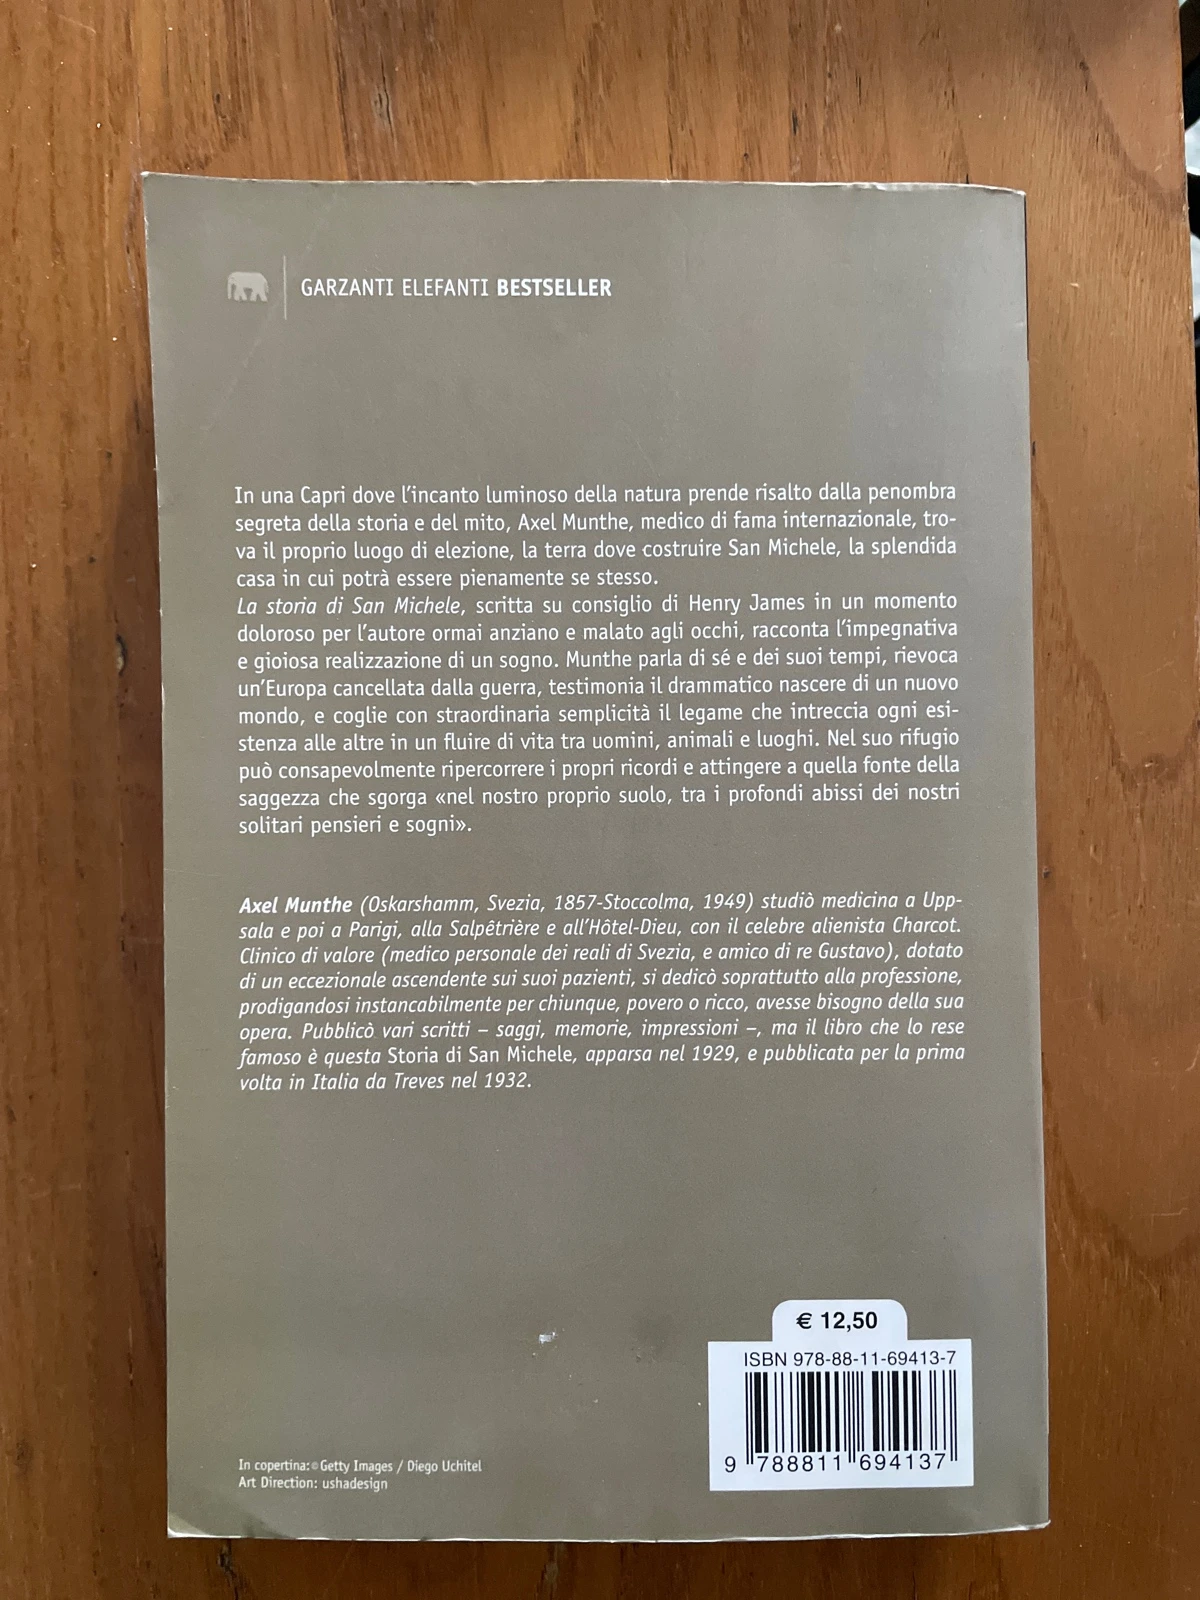 GARZANTI ELEFANTI BESTSELLER
In una Capri dove l'incanto luminoso della natura prende risalto dalla penombra
segreta della storia e del mito, Axel Munthe, medico di fama internazionale, tro-
va il proprio luogo di elezione, la terra dove costruire San Michele, la splendida
casa in cui potrà essere pienamente se stesso.
La storia di San Michele, scritta su consiglio di Henry James in un momento
doloroso per l'autore ormai anziano e malato agli occhi, racconta l'impegnativa
e gioiosa realizzazione di un sogno. Munthe parla di sé e dei suoi tempi, rievoca
un'Europa cancellata dalla guerra, testimonia il drammatico nascere di un nuovo
mondo, e coglie con straordinaria semplicità il legame che intreccia ogni esi-
stenza alle altre in un fluire di vita tra uomini, animali e luoghi. Nel suo rifugio
può consapevolmente ripercorrere i propri ricordi e attingere a quella fonte della
saggezza che sgorga «nel nostro proprio suolo, tra i profondi abissi dei nostri
solitari pensieri e sogni».
Axel Munthe (Oskarshamm, Svezia, 1857-Stoccolma, 1949) studiò medicina a Upp-
sala e poi a Parigi, alla Salpêtrière e all'Hôtel-Dieu, con il celebre alienista Charcot.
Clinico di valore (medico personale dei reali di Svezia, e amico di re Gustavo), dotato
di un eccezionale ascendente sui suoi pazienti, si dedicò soprattutto alla professione,
prodigandosi instancabilmente per chiunque, povero o ricco, avesse bisogno della sua
opera. Pubblicò vari scritti – saggi, memorie, impressioni –, ma il libro che lo rese
famoso è questa Storia di San Michele, apparsa nel 1929, e pubblicata per la prima
volta in Italia da Treves nel 1932.
€ 12,50
ISBN 978-88-11-69413-7
9 788811 694137
In copertina: © Getty Images / Diego Uchitel
Art Direction: ushadesign